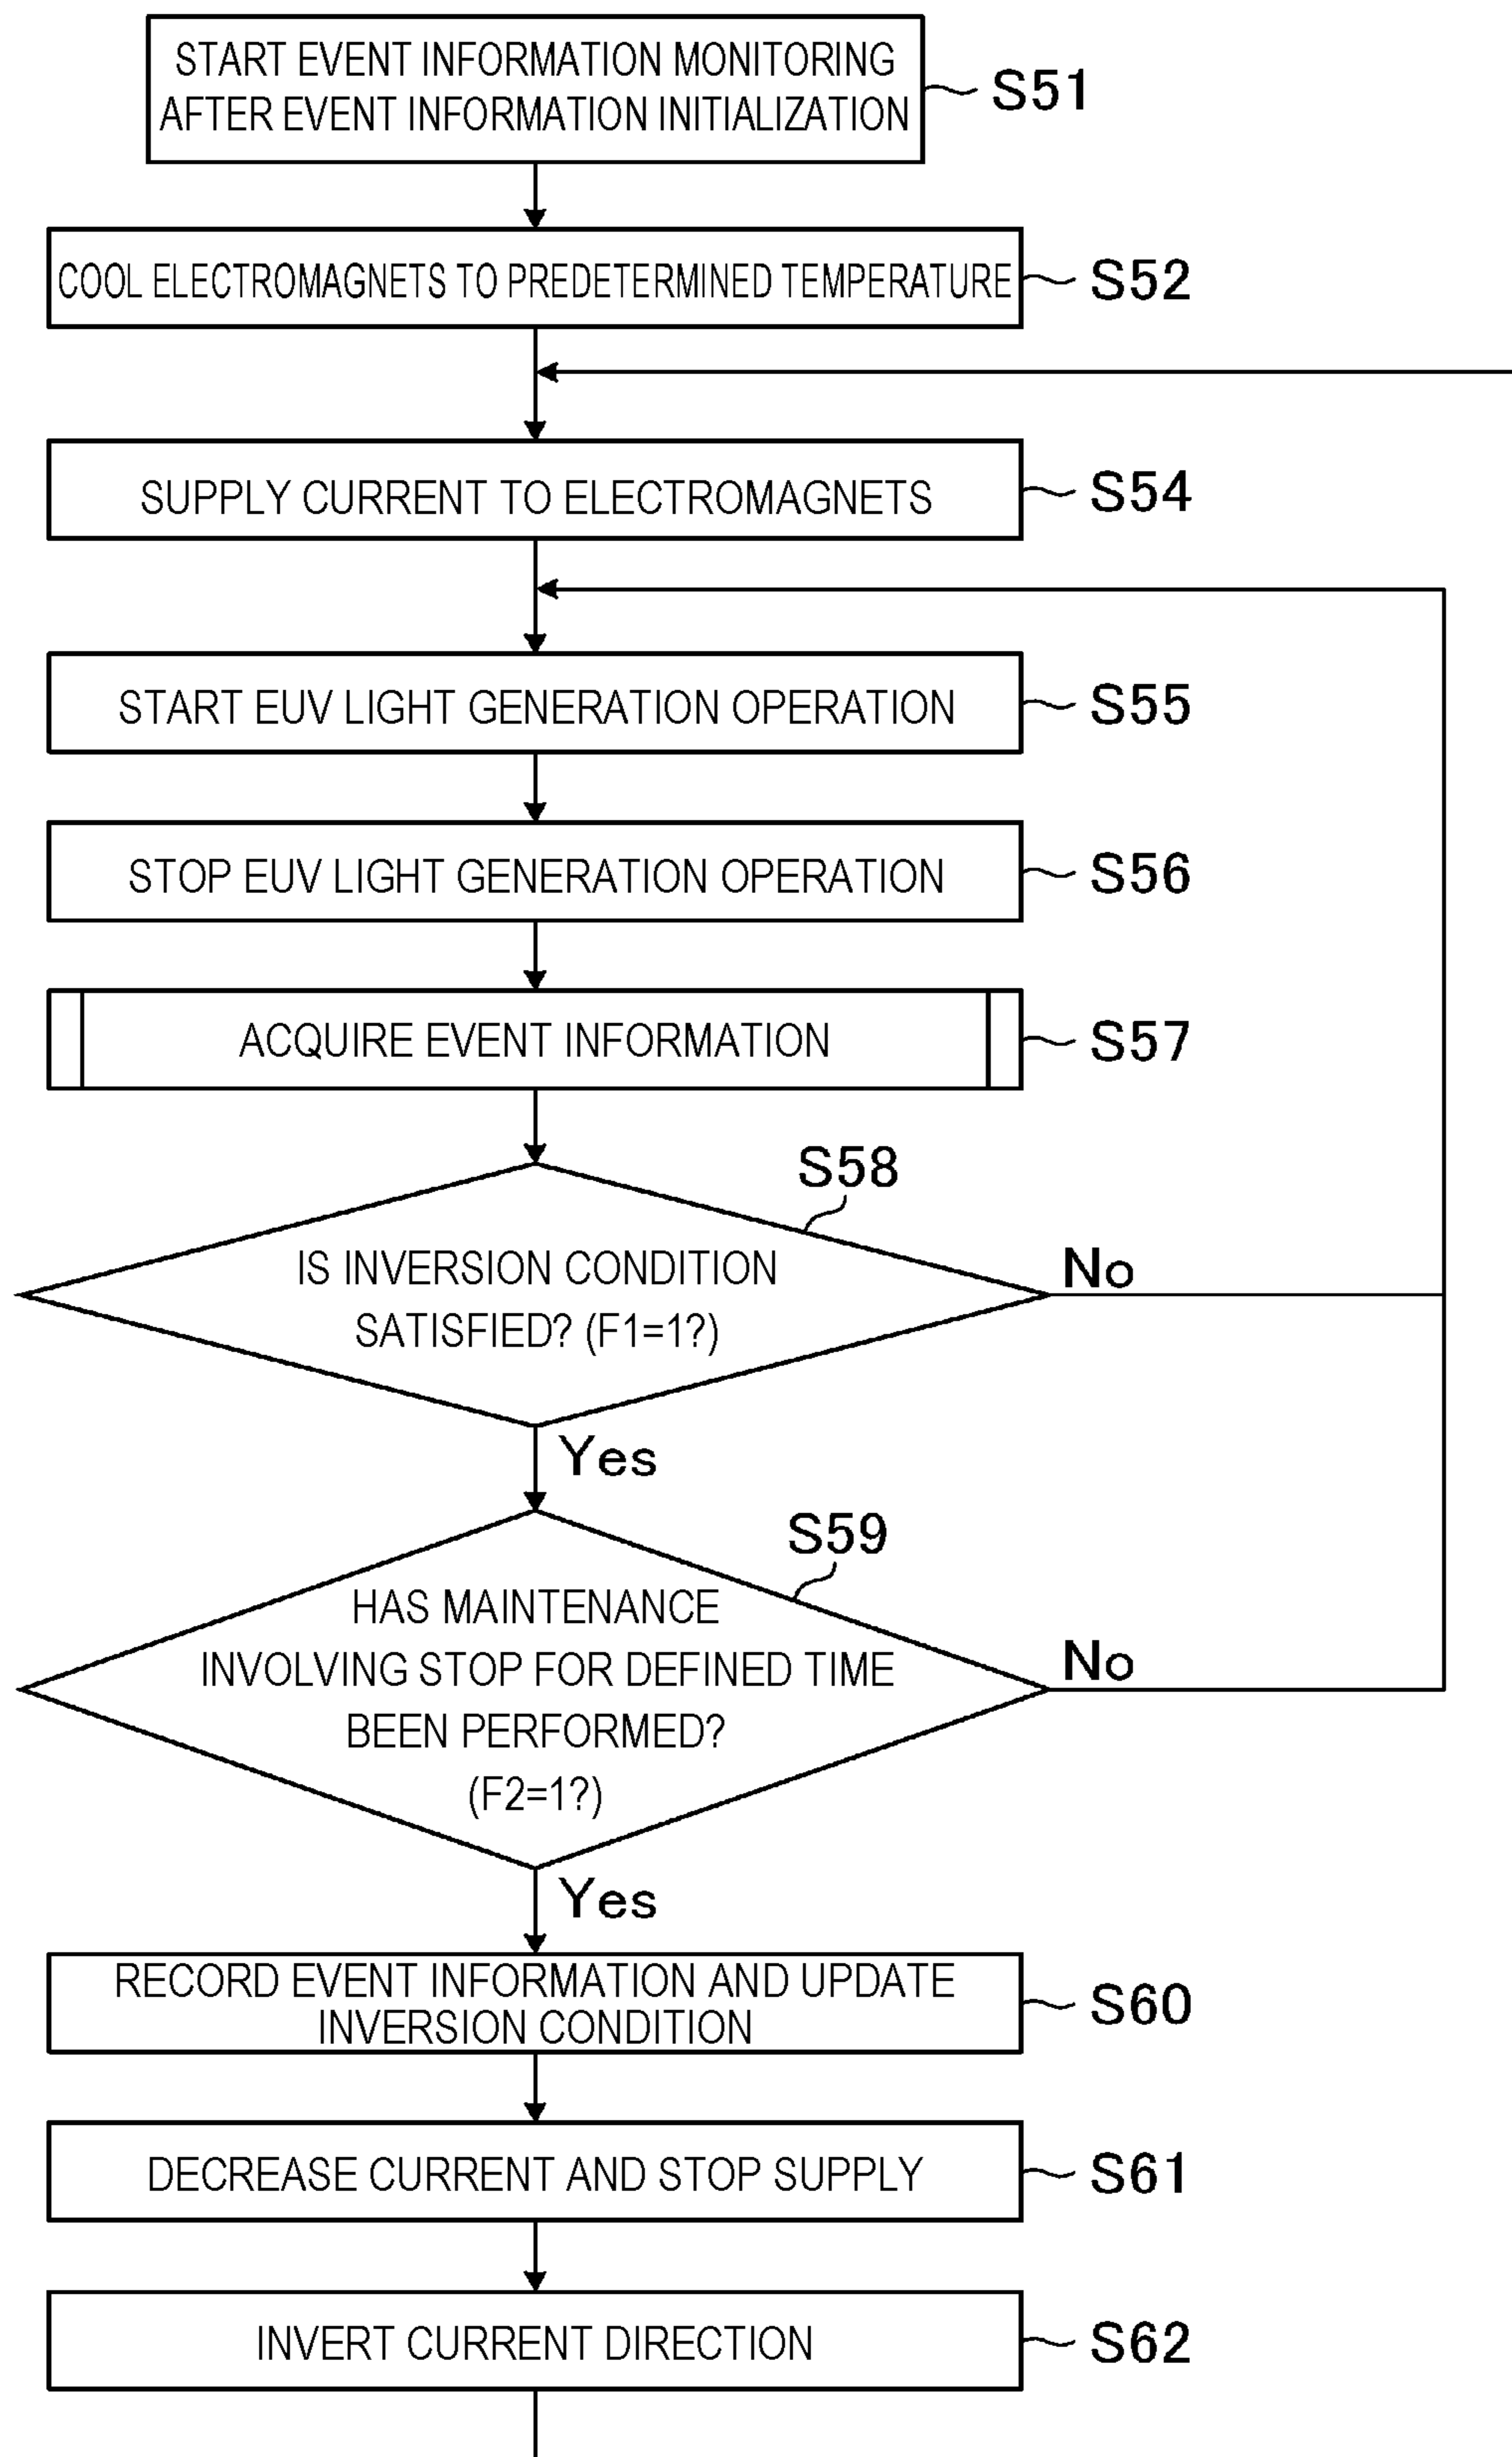 START EVENT INFORMATION MONITORING
AFTER EVENT INFORMATION INITIALIZATION
S51
COOL ELECTROMAGNETS TO PREDETERMINED TEMPERATURE
S52
SUPPLY CURRENT TO ELECTROMAGNETS
S54
START EUV LIGHT GENERATION OPERATION
S55
STOP EUV LIGHT GENERATION OPERATION
S56
ACQUIRE EVENT INFORMATION
S57
S58
IS INVERSION CONDITION
SATISFIED? (F1=1?)
No
Yes
S59
HAS MAINTENANCE
INVOLVING STOP FOR DEFINED TIME
BEEN PERFORMED?
(F2=1?)
No
Yes
RECORD EVENT INFORMATION AND UPDATE
INVERSION CONDITION
S60
DECREASE CURRENT AND STOP SUPPLY
S61
INVERT CURRENT DIRECTION
S62